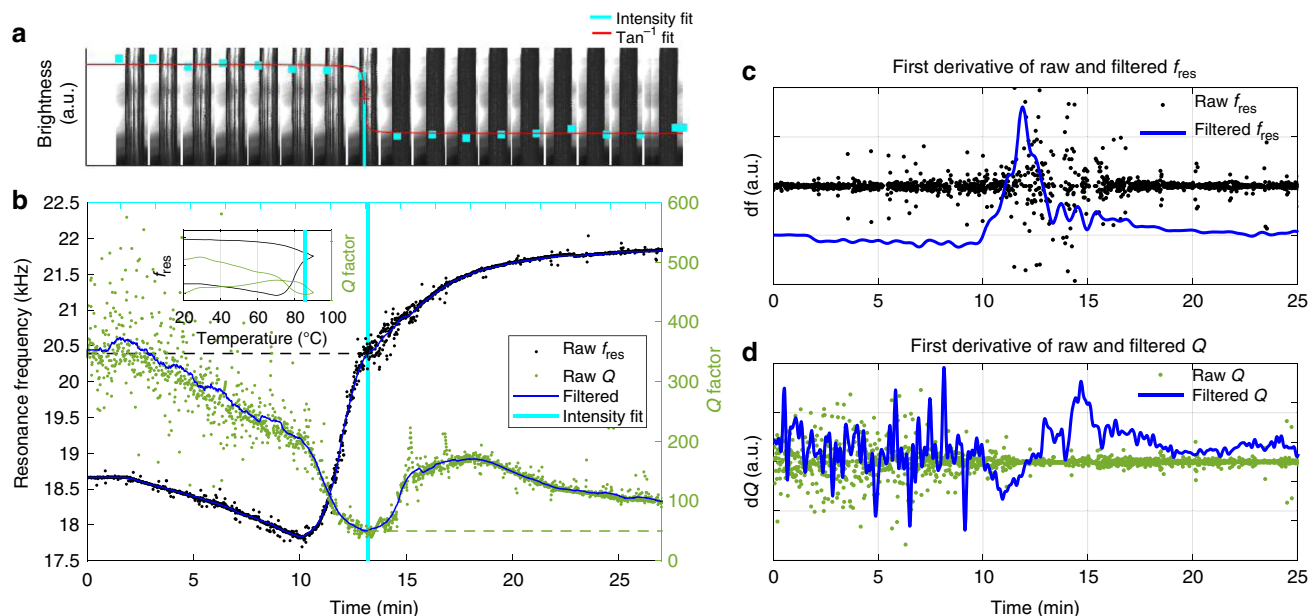 a
Intensity fit
Tan⁻¹ fit
Brightness
(a.u.)
b
22.5
22
21.5
21
20.5
20
19.5
19
18.5
18
17.5
Resonance frequency (kHz)
600
500
400
300
200
100
0
Q factor
f_res
Q factor
20 40 60 80 100
Temperature (°C)
Raw f_res
Raw Q
Filtered
Intensity fit
0 5 10 15 20 25
Time (min)
c
First derivative of raw and filtered f_res
Raw f_res
Filtered f_res
df (a.u.)
0 5 10 15 20 25
d
First derivative of raw and filtered Q
Raw Q
Filtered Q
dQ (a.u.)
0 5 10 15 20 25
Time (min)